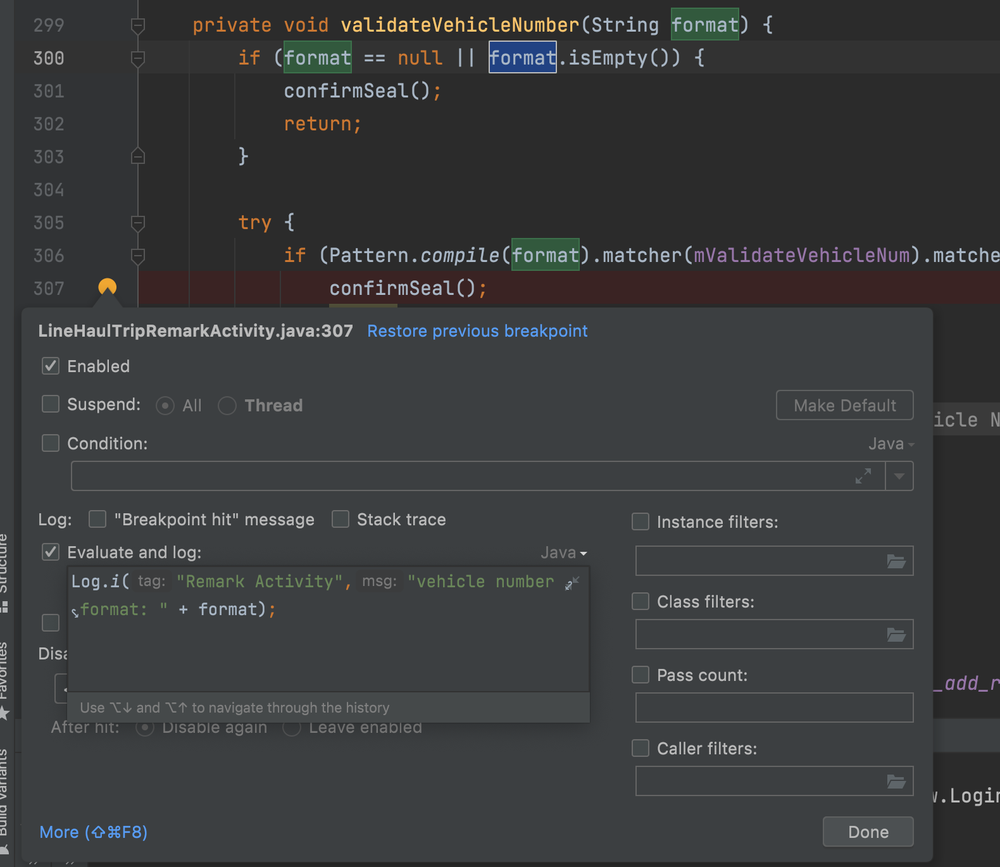 299 private void validateVehicleNumber(String format) {
300 if (format == null || format.isEmpty()) {
301 confirmSeal();
302 return;
303 }
304
305 try {
306 if (Pattern.compile(format).matcher(mValidateVehicleNum).matche
307 confirmSeal();
LineHaulTripRemarkActivity.java:307 Restore previous breakpoint
Enabled
Suspend: All Thread Make Default
icle N
Condition: Java
Log: "Breakpoint hit" message Stack trace
Instance filters:
Evaluate and log: Java
Log.i( tag: "Remark Activity", msg: "vehicle number
format: " + format);
Class filters:
Disa
Pass count:
_add_r
Use ⌥↓ and ⌥↑ to navigate through the history
After hit: Disable again Leave enabled
Caller filters:
w.Login
More (⇧⌘F8)
Done
Structure
Favorites
Build Variants